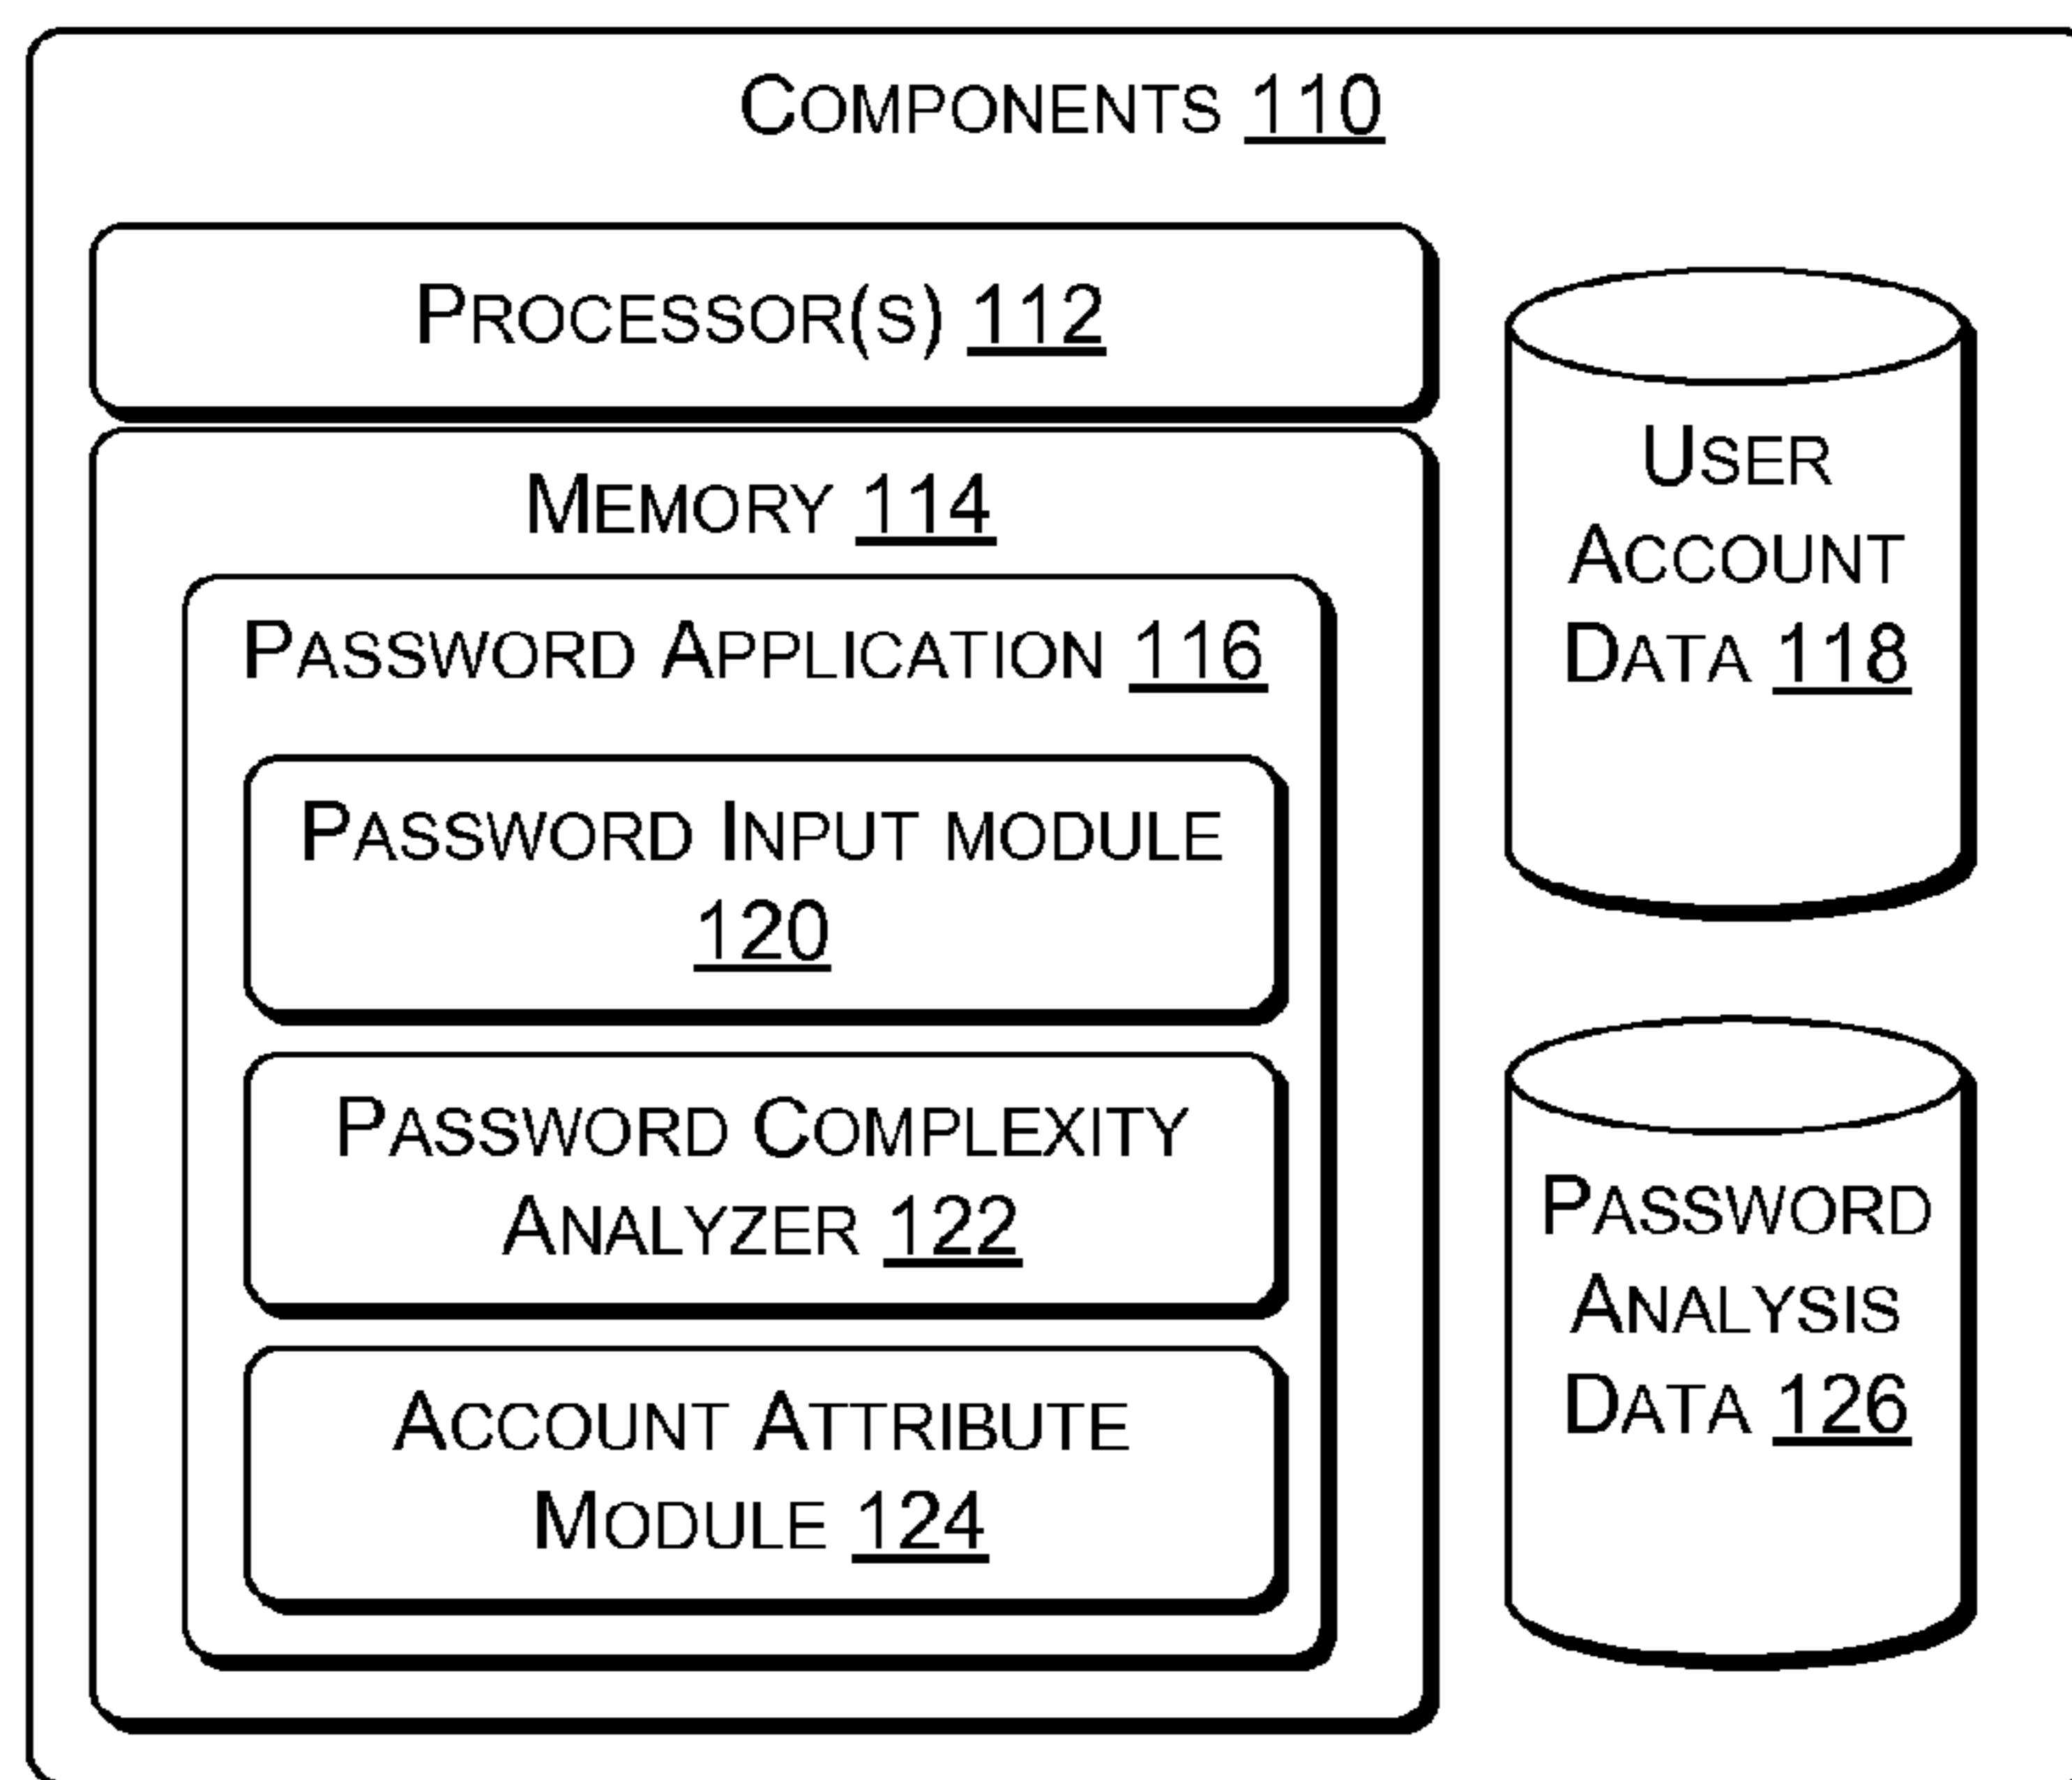 COMPONENTS 110
PROCESSOR(S) 112
MEMORY 114
PASSWORD APPLICATION 116
PASSWORD INPUT MODULE
120
PASSWORD COMPLEXITY
ANALYZER 122
ACCOUNT ATTRIBUTE
MODULE 124
USER
ACCOUNT
DATA 118
PASSWORD
ANALYSIS
DATA 126